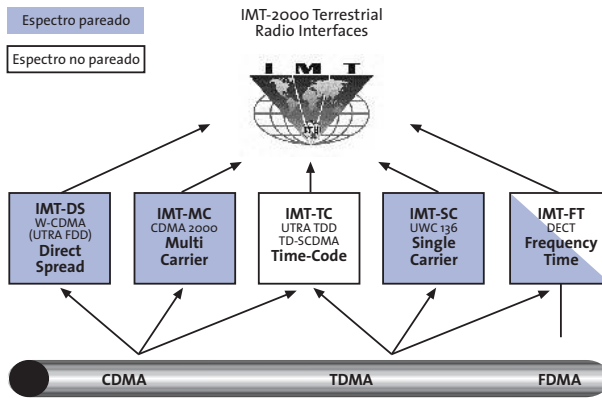 Espectro pareado
Espectro no pareado
IMT-2000 Terrestrial
Radio Interfaces
I M T
IMT-DS
W-CDMA
(UTRA FDD)
Direct
Spread
IMT-MC
CDMA 2000
Multi
Carrier
IMT-TC
UTRA TDD
TD-SCDMA
Time-Code
IMT-SC
UWC 136
Single
Carrier
IMT-FT
DECT
Frequency
Time
CDMA
TDMA
FDMA